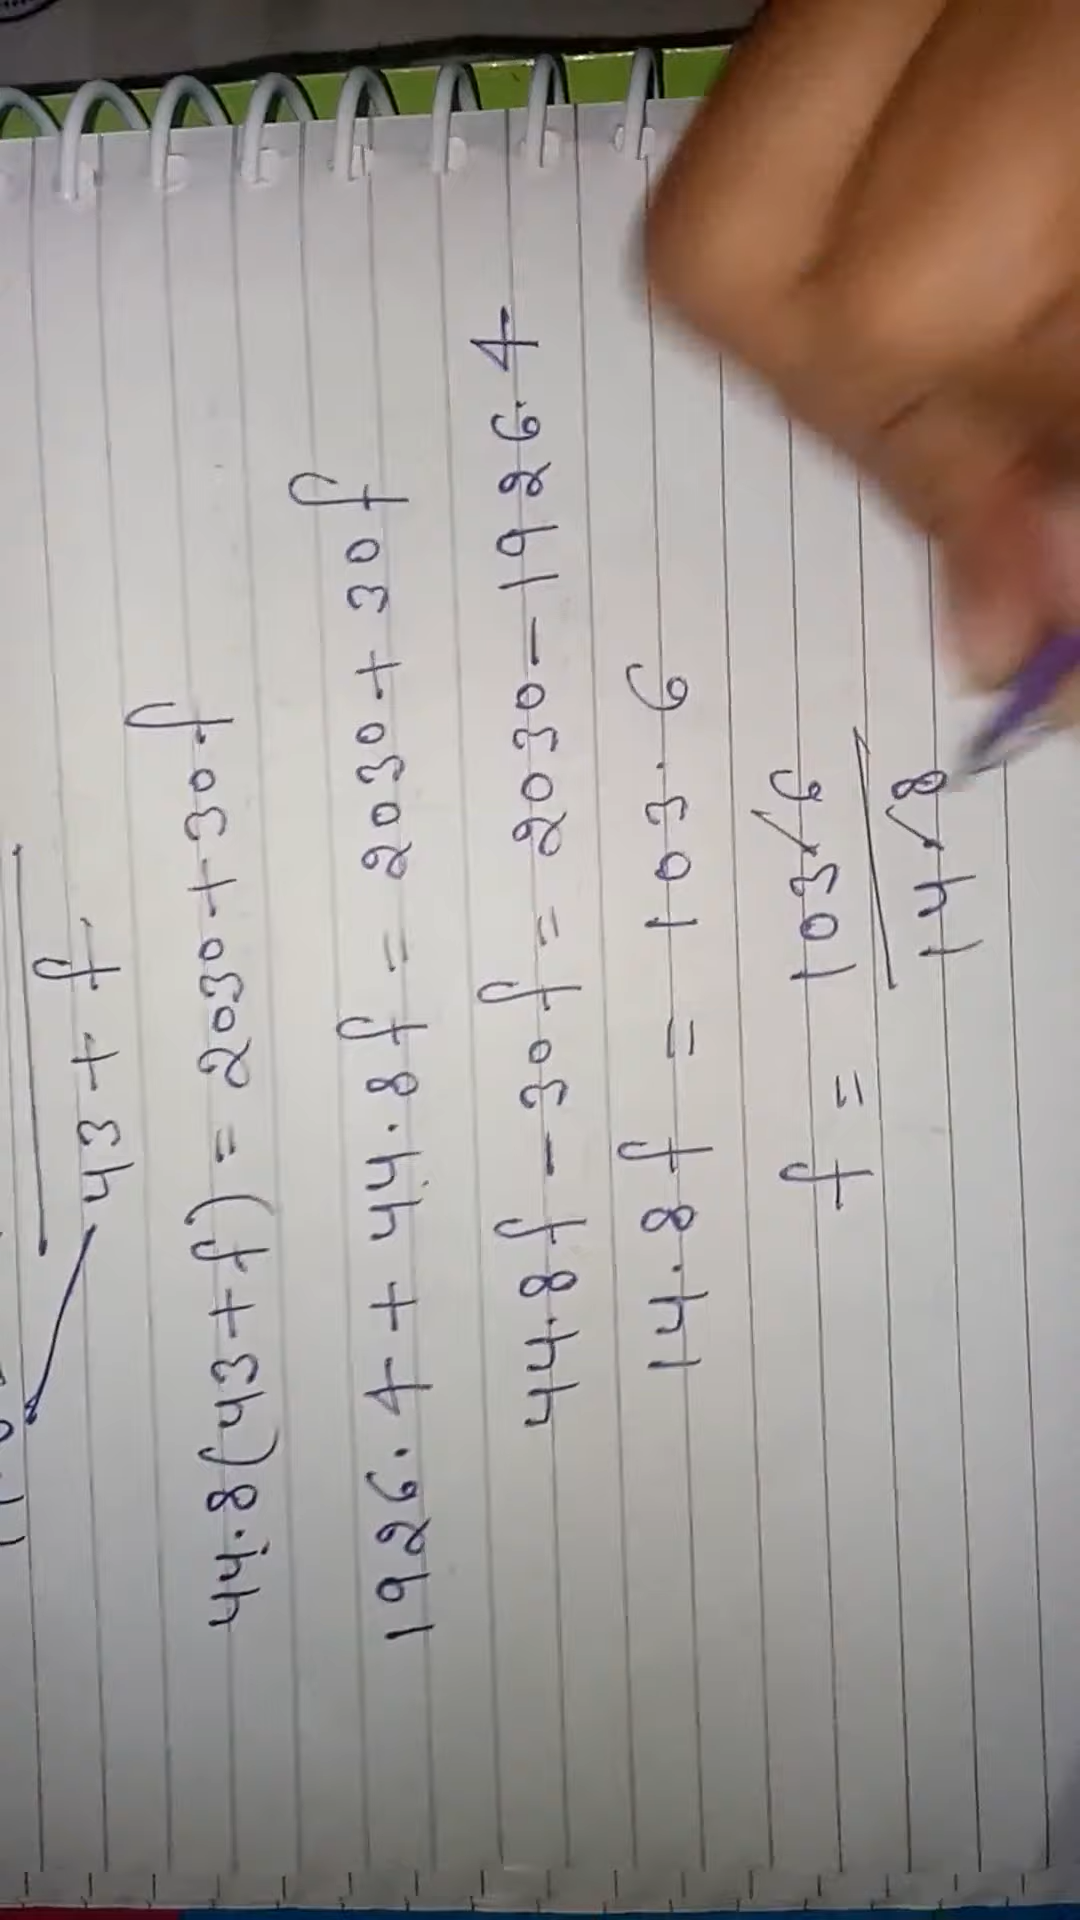 43 + f
44.8(43 + f) = 2030 + 30f
1926.4 + 44.8f = 2030 + 30f
44.8f - 30f = 2030 - 1926.4
14.8f = 103.6
f = 103/6
14/8